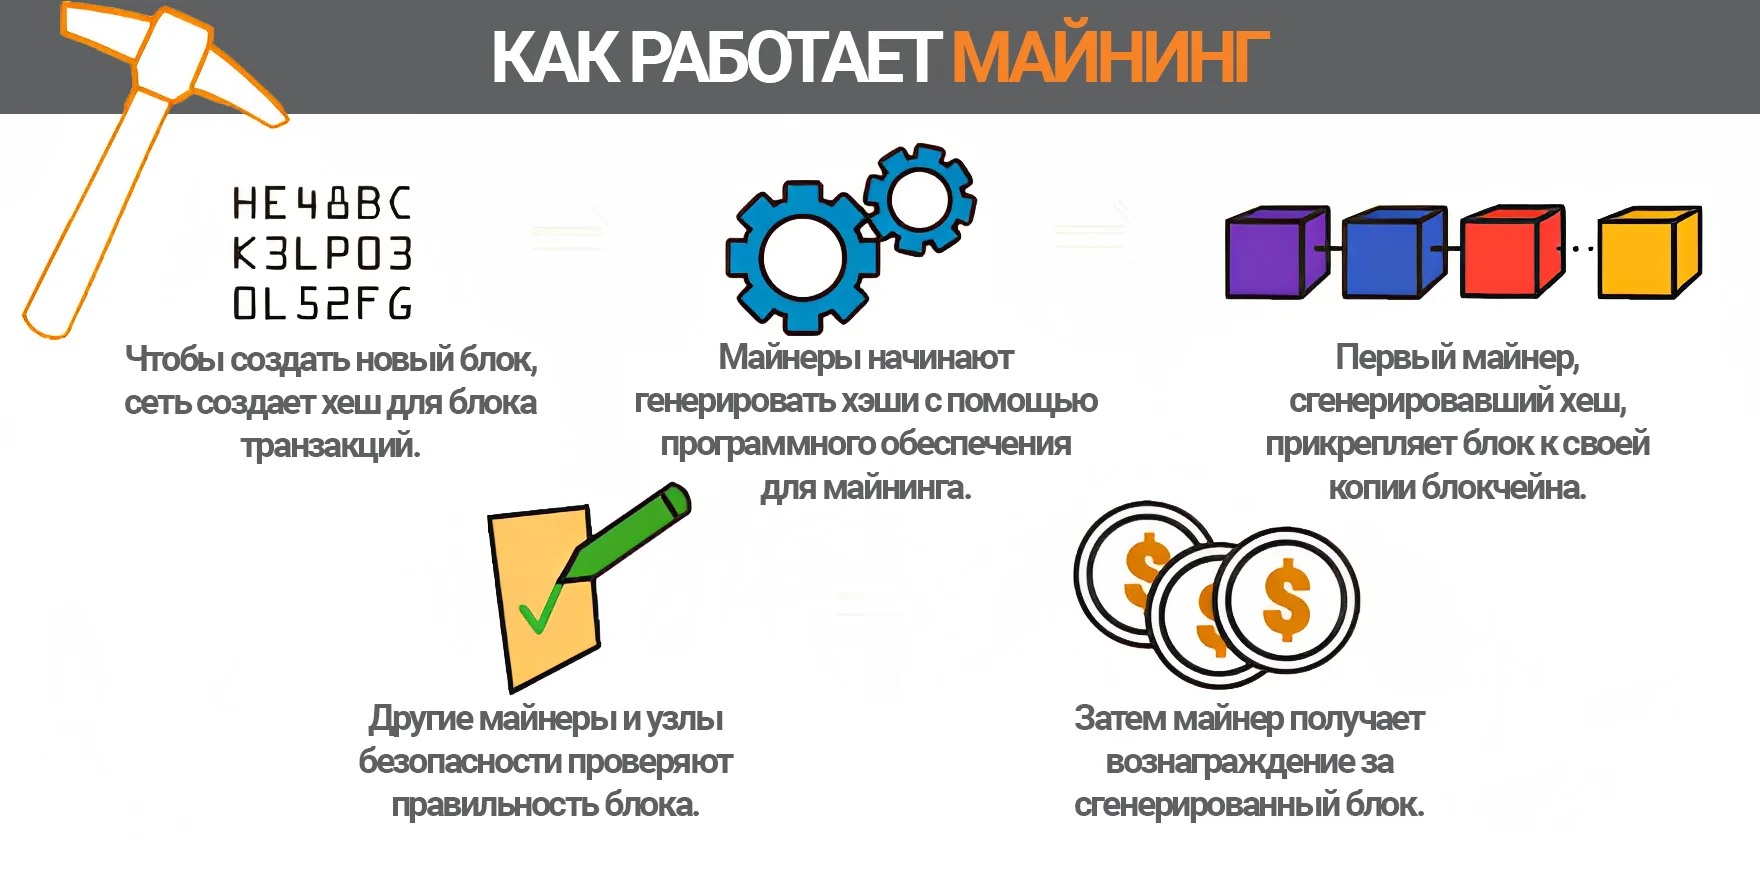 КАК РАБОТАЕТ МАЙНИНГ
HE48BC
K3LP03
0L52FG
Чтобы создать новый блок,
сеть создает хеш для блока
транзакций.
Майнеры начинают
генерировать хэши с помощью
программного обеспечения
для майнинга.
Первый майнер,
сгенерировавший хеш,
прикрепляет блок к своей
копии блокчейна.
Другие майнеры и узлы
безопасности проверяют
правильность блока.
$
$
$
Затем майнер получает
вознаграждение за
сгенерированный блок.